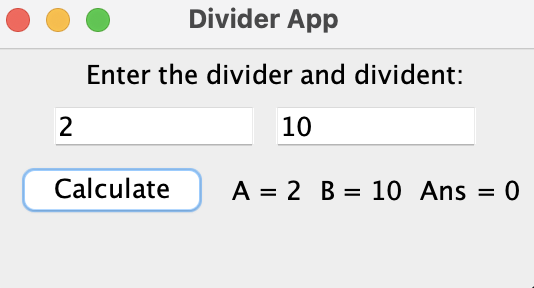 Divider App
Enter the divider and divident:
2 10
Calculate A = 2 B = 10 Ans = 0